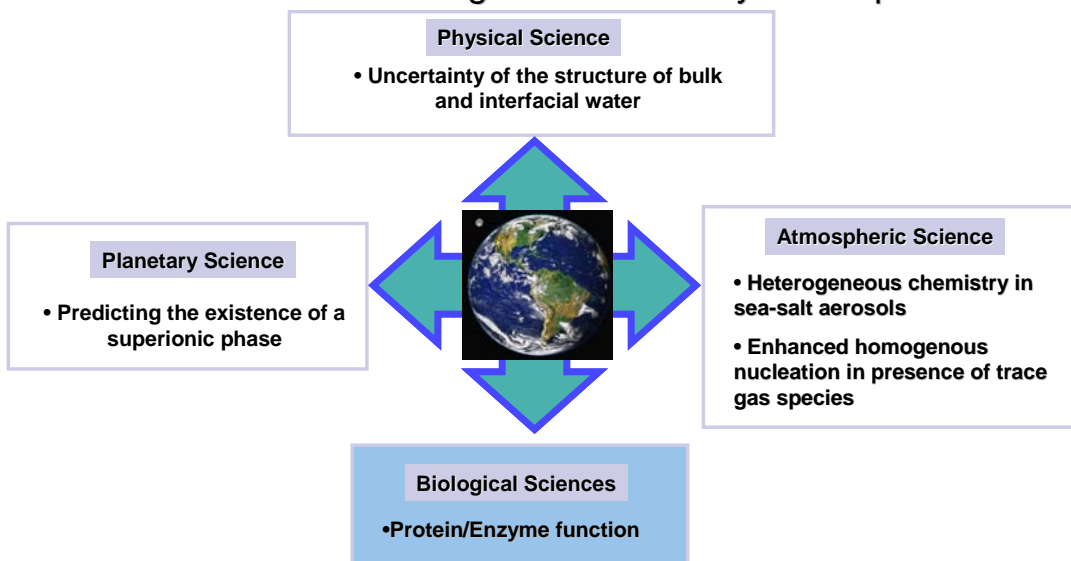 Physical Science
• Uncertainty of the structure of bulk
and interfacial water
Planetary Science
• Predicting the existence of a
superionic phase
Atmospheric Science
• Heterogeneous chemistry in
sea-salt aerosols
• Enhanced homogenous
nucleation in presence of trace
gas species
Biological Sciences
•Protein/Enzyme function